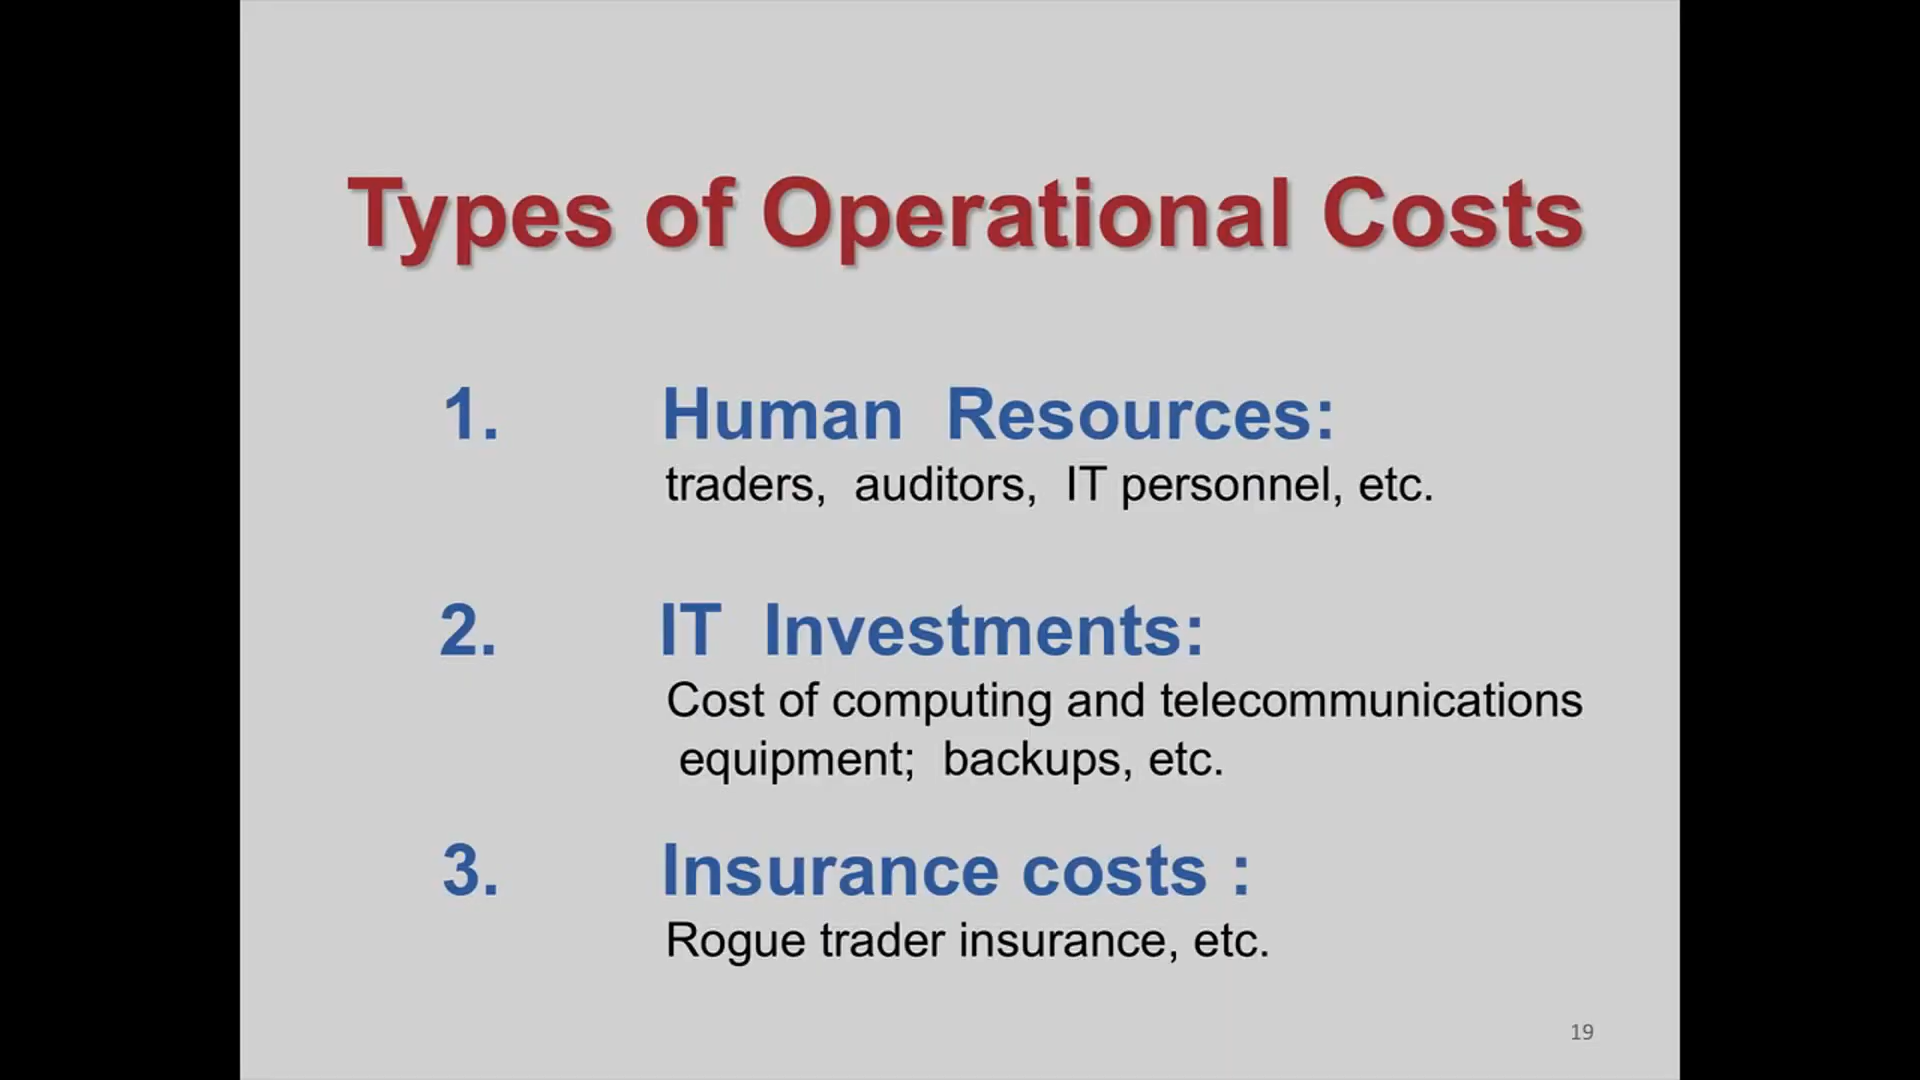 Types of Operational Costs
1. Human Resources:
traders, auditors, IT personnel, etc.
2. IT Investments:
Cost of computing and telecommunications
equipment; backups, etc.
3. Insurance costs :
Rogue trader insurance, etc.
19